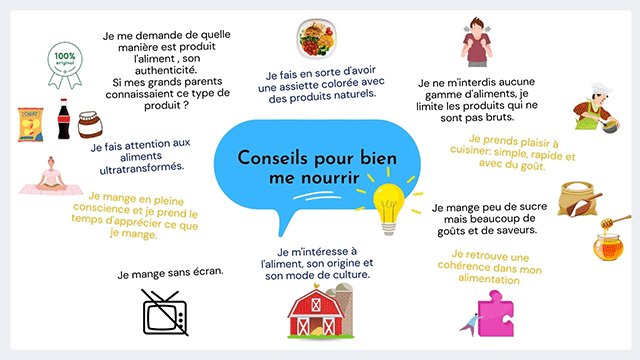 100%
original
Je me demande de quelle
manière est produit
l'aliment , son
authenticité.
Si mes grands parents
connaissaient ce type de
produit ?
Je fais en sorte d'avoir
une assiette colorée avec
des produits naturels.
Je ne m'interdis aucune
gamme d'aliments, je
limite les produits qui ne
sont pas bruts.
Je fais attention aux
aliments
ultratransformés.
Conseils pour bien
me nourrir
Je prends plaisir à
cuisiner: simple, rapide et
avec du goût.
Je mange en pleine
conscience et je prend le
temps d'apprécier ce que
je mange.
Je mange peu de sucre
mais beaucoup de
goûts et de saveurs.
Je mange sans écran.
Je m'intéresse à
l'aliment, son origine et
son mode de culture.
Je retrouve une
cohérence dans mon
alimentation